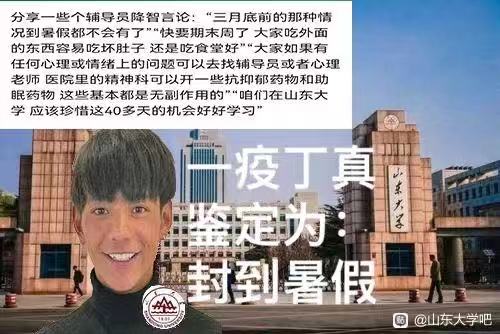 分享一些个辅导员降智言论：“三月底前的那种情
况到暑假都不会有了”“快要期末周了 大家吃外面
的东西容易吃坏肚子 还是吃食堂好”“大家如果有
任何心理或情绪上的问题可以去找辅导员或者心理
老师 医院里的精神科可以开一些抗抑郁药物和助
眠药物 这些基本都是无副作用的”“咱们在山东大
学 应该珍惜这40多天的机会好好学习”
一疫丁真
鉴定为：
封到暑假
山东大学
1901
@山东大学吧